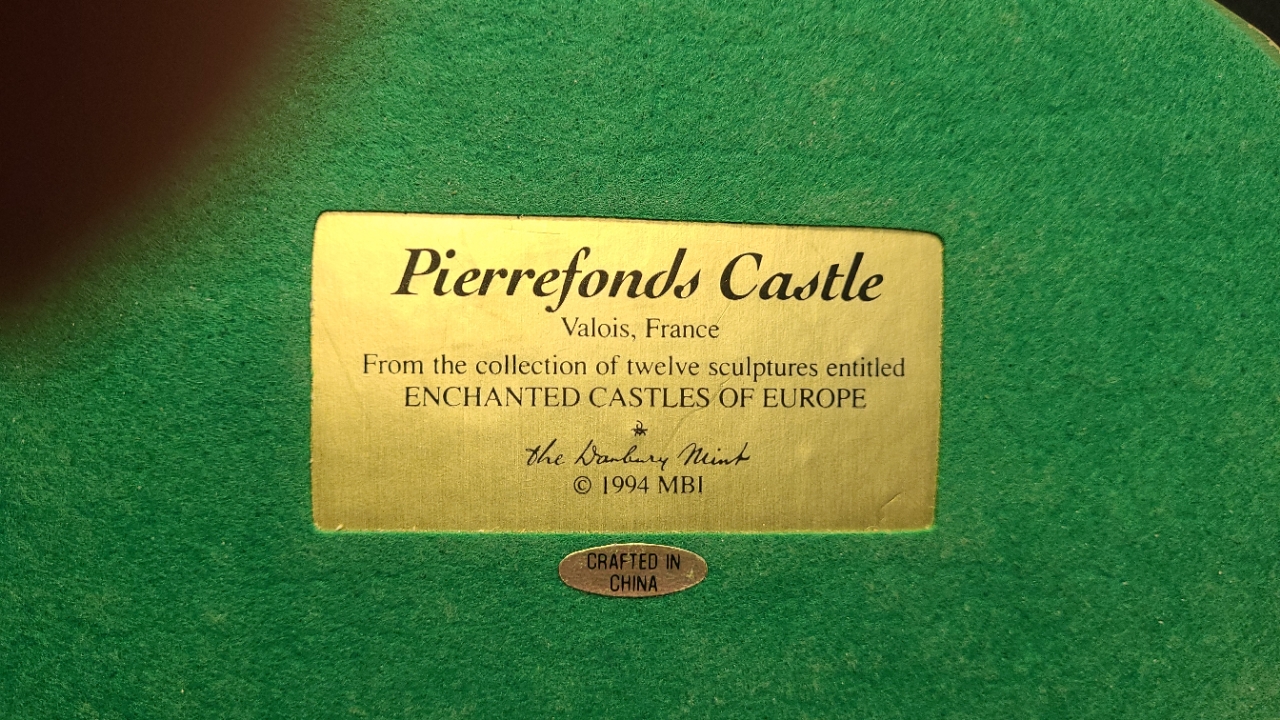 Pierrefonds Castle
Valois, France
From the collection of twelve sculptures entitled
ENCHANTED CASTLES OF EUROPE
the Danbury Mint
© 1994 MBI
CRAFTED IN
CHINA